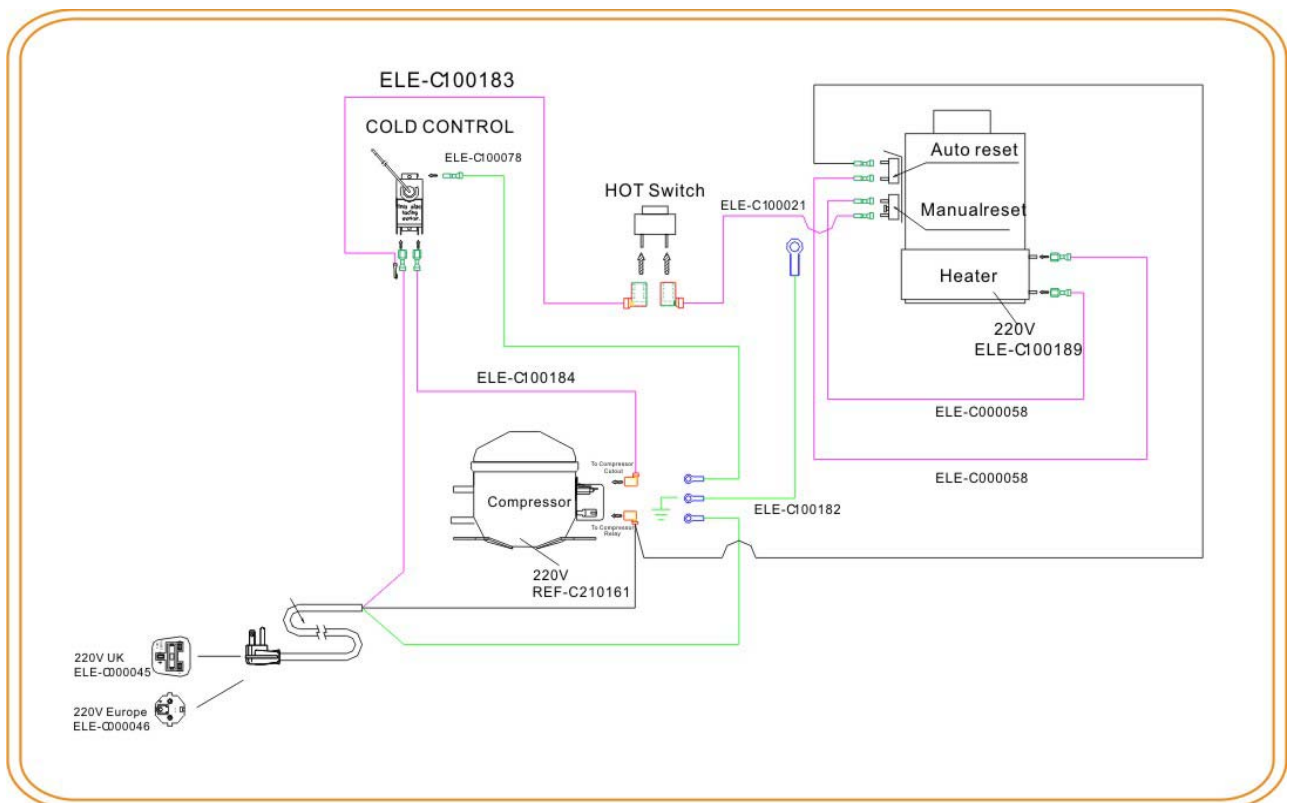 ELE-C100183
COLD CONTROL
ELE-C100078
HOT Switch
ELE-C100021
Auto reset
Manualreset
Heater
220V
ELE-C100189
ELE-C000058
ELE-C000058
ELE-C100184
To Compressor
Cutout
Compressor
To Compressor
Relay
ELE-C100182
220V
REF-C210161
220V UK
ELE-C000045
220V Europe
ELE-C000046